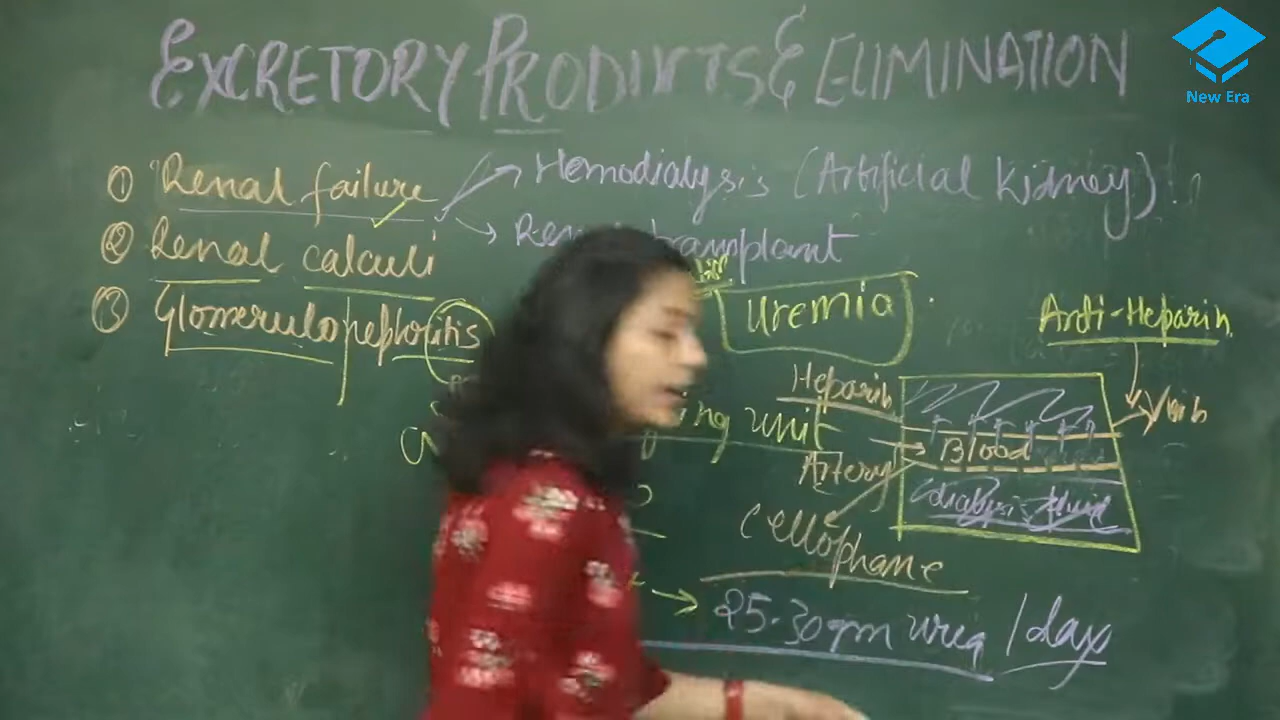 EXCRETORY PRODUCTS & ELIMINATION
New Era
① Renal failure
Hemodialysis (Artificial kidney)
transplant
② Renal calculi
③ Glomerulonephritis
Uremia
Anti-Heparin
Heparin
Vein
unit
Blood
Artery
dialysis fluid
Cellophane
25-30gm urea /day